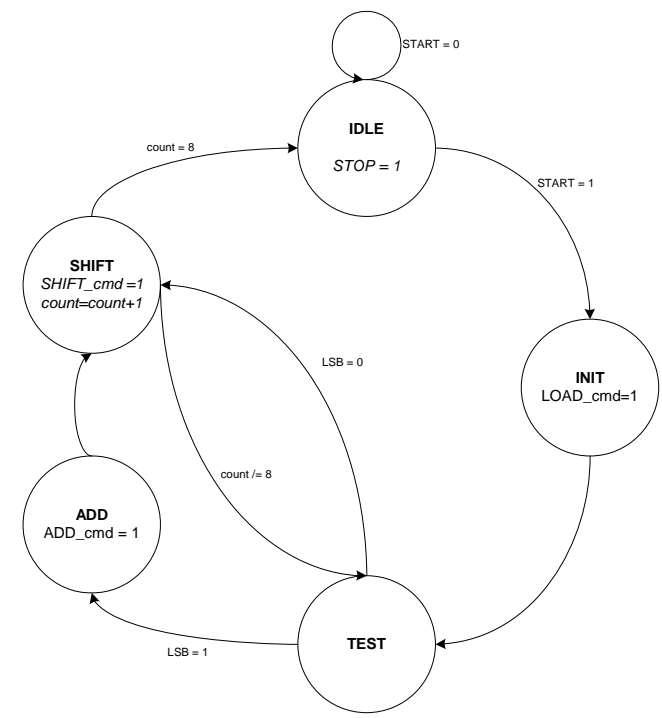 START = 0
IDLE
STOP = 1
count = 8
START = 1
SHIFT
SHIFT_cmd =1
count=count+1
LSB = 0
INIT
LOAD_cmd=1
count /= 8
ADD
ADD_cmd = 1
TEST
LSB = 1